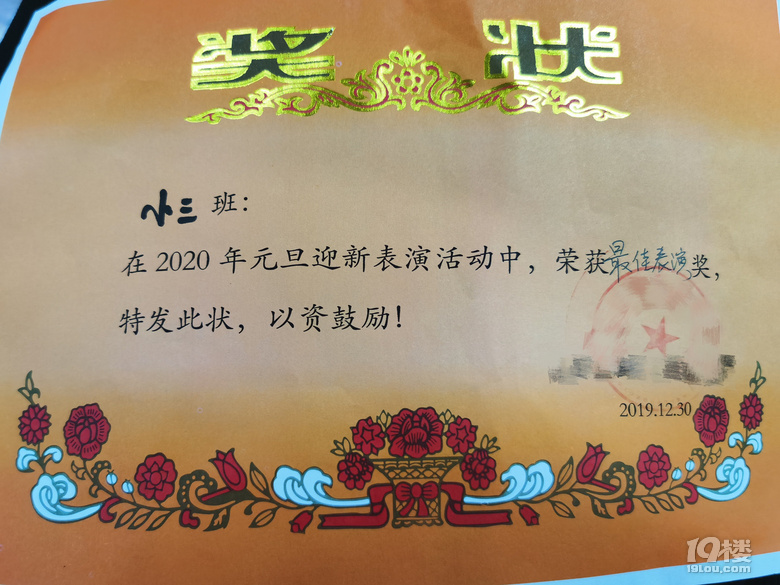 奖状
小三班：
在2020年元旦迎新表演活动中，荣获最佳表演奖，
特发此状，以资鼓励！
2019.12.30
19楼
19lou.com